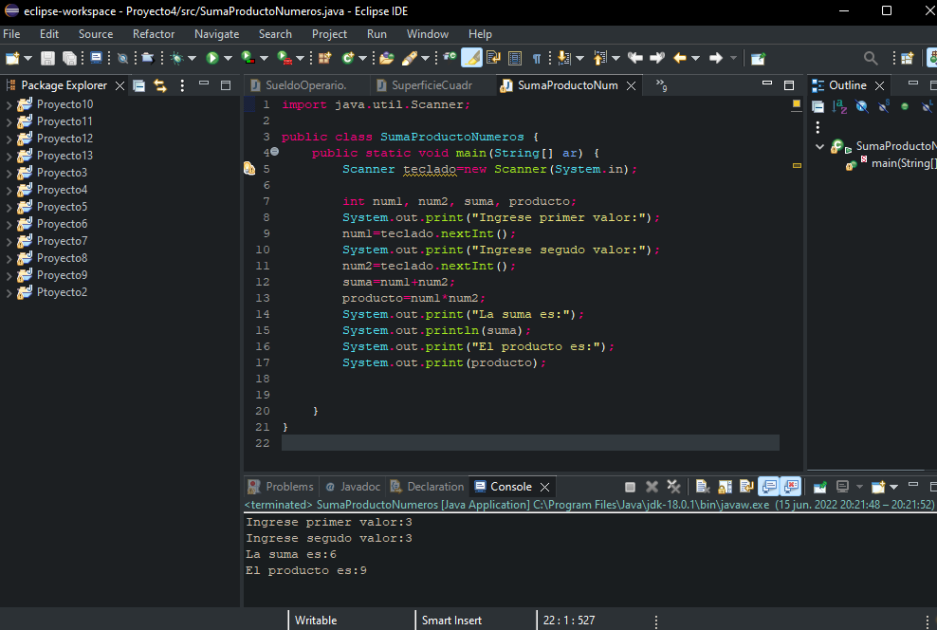 eclipse-workspace - Proyecto4/src/SumaProductoNumeros.java - Eclipse IDE
File Edit Source Refactor Navigate Search Project Run Window Help
Package Explorer
Proyecto10
Proyecto11
Proyecto12
Proyecto13
Proyecto3
Proyecto4
Proyecto5
Proyecto6
Proyecto7
Proyecto8
Proyecto9
Ptoyecto2
SueldoOperario. SuperficieCuadr SumaProductoNum 9
1 import java.util.Scanner;
2
3 public class SumaProductoNumeros {
4 public static void main(String[] ar) {
5 Scanner teclado=new Scanner(System.in);
6
7 int num1, num2, suma, producto;
8 System.out.print("Ingrese primer valor:");
9 num1=teclado.nextInt();
10 System.out.print("Ingrese segudo valor:");
11 num2=teclado.nextInt();
12 suma=num1+num2;
13 producto=num1*num2;
14 System.out.print("La suma es:");
15 System.out.println(suma);
16 System.out.print("El producto es:");
17 System.out.print(producto);
18
19
20 }
21 }
22
Outline
SumaProductoN
main(String[]
Problems Javadoc Declaration Console
<terminated> SumaProductoNumeros [Java Application] C:\Program Files\Java\jdk-18.0.1\bin\javaw.exe (15 jun. 2022 20:21:48 – 20:21:52)
Ingrese primer valor:3
Ingrese segudo valor:3
La suma es:6
El producto es:9
Writable Smart Insert 22 : 1 : 527